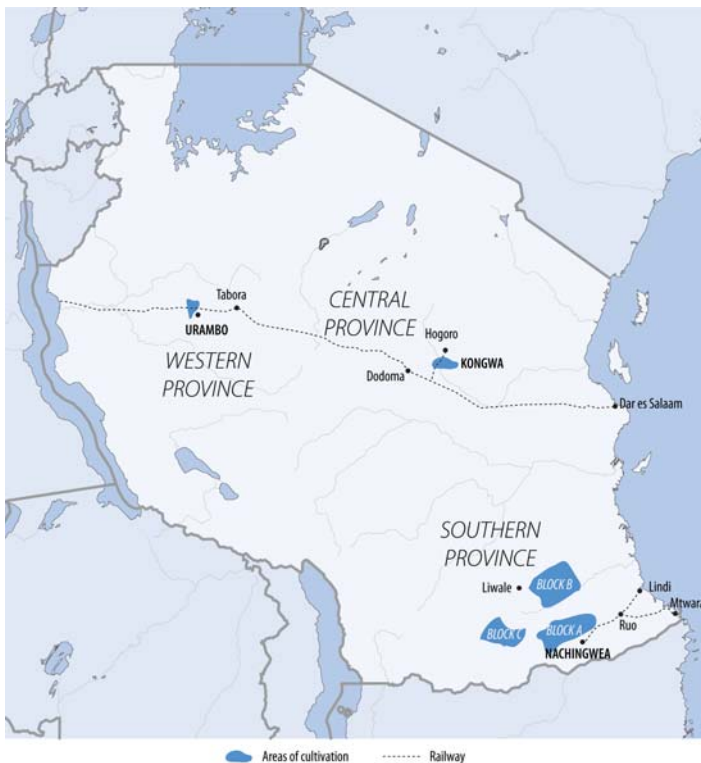 Tabora
URAMBO
WESTERN
PROVINCE
CENTRAL
PROVINCE
Hogoro
KONGWA
Dodoma
Dar es Salaam
SOUTHERN
PROVINCE
Liwale
BLOCK B
Lindi
Mtwara
BLOCK C
BLOCK A
Ruo
NACHINGWEA
Areas of cultivation
Railway